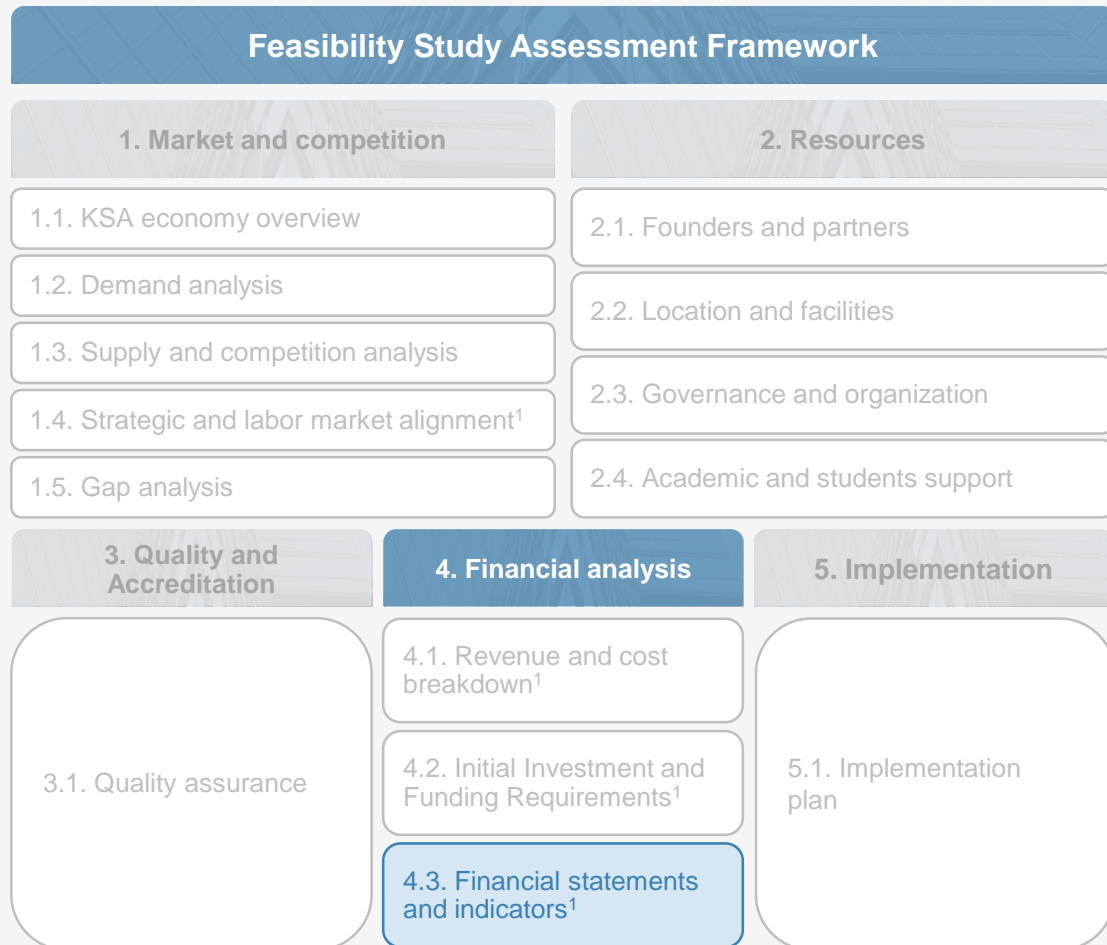 Feasibility Study Assessment Framework
1. Market and competition
1.1. KSA economy overview
1.2. Demand analysis
1.3. Supply and competition analysis
1.4. Strategic and labor market alignment¹
1.5. Gap analysis
2. Resources
2.1. Founders and partners
2.2. Location and facilities
2.3. Governance and organization
2.4. Academic and students support
3. Quality and
Accreditation
3.1. Quality assurance
4. Financial analysis
4.1. Revenue and cost
breakdown¹
4.2. Initial Investment and
Funding Requirements¹
4.3. Financial statements
and indicators¹
5. Implementation
5.1. Implementation
plan